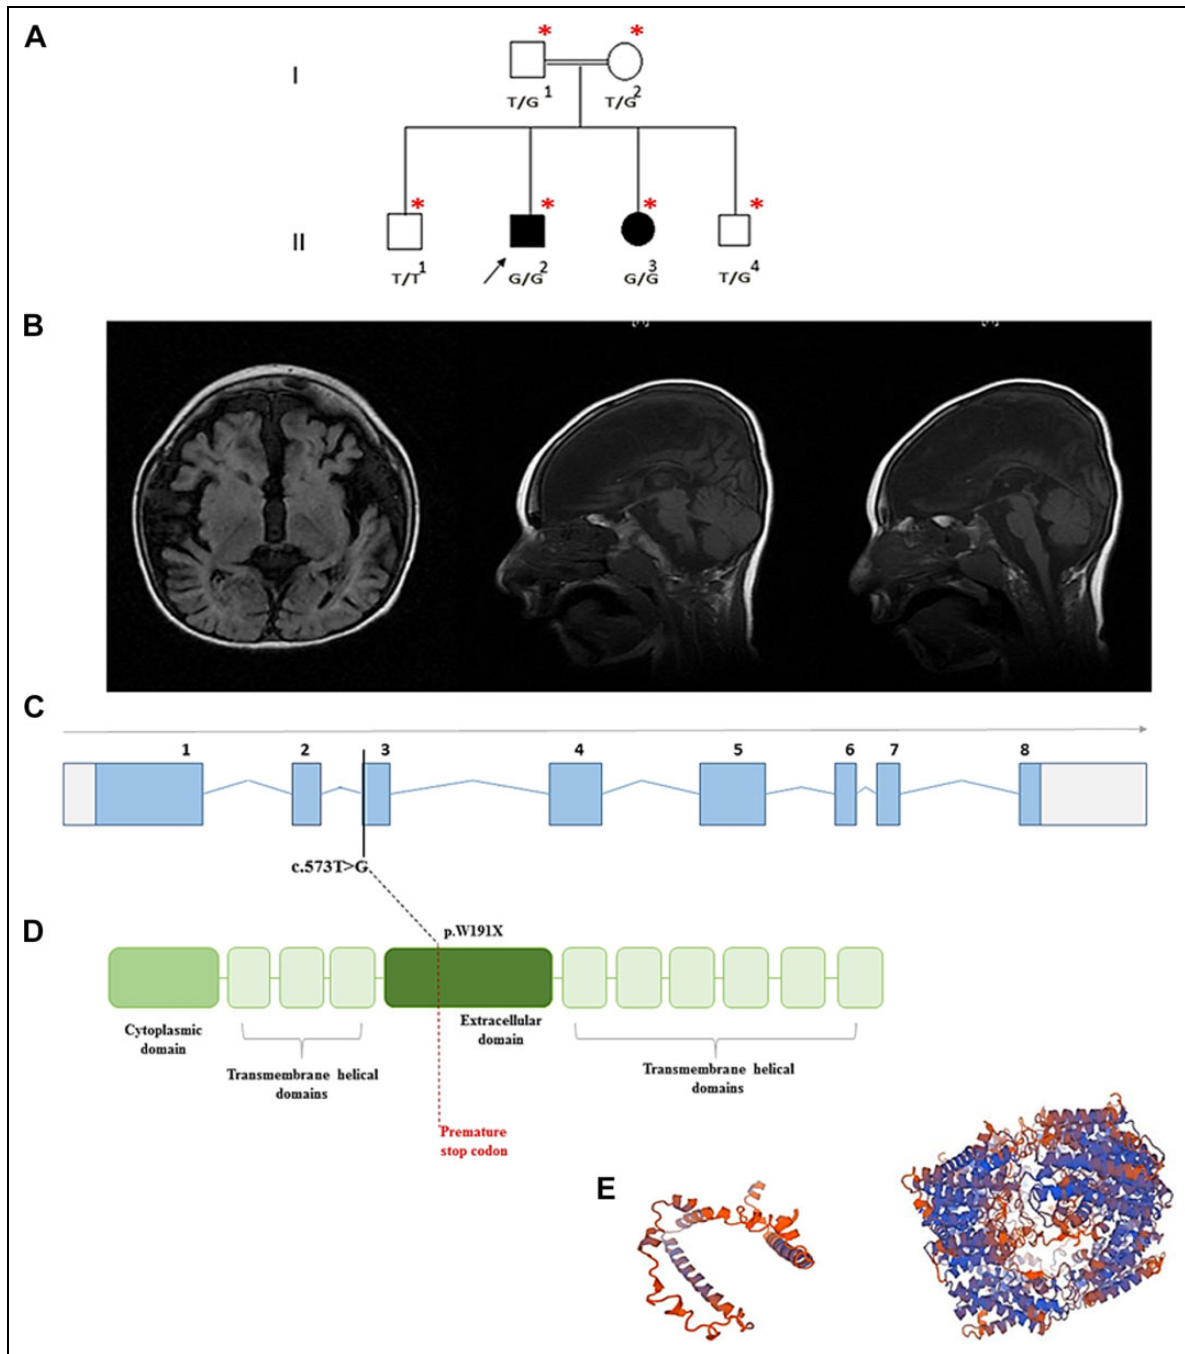 A
* *
I
T/G 1 T/G 2
* * * *
II
T/T 1 G/G 2 G/G 3 T/G 4
B
C
1 2 3 4 5 6 7 8
c.573T>G
D
p.W191X
Cytoplasmic
domain
Extracellular
domain
Transmembrane helical
domains
Transmembrane helical
domains
Premature
stop codon
E